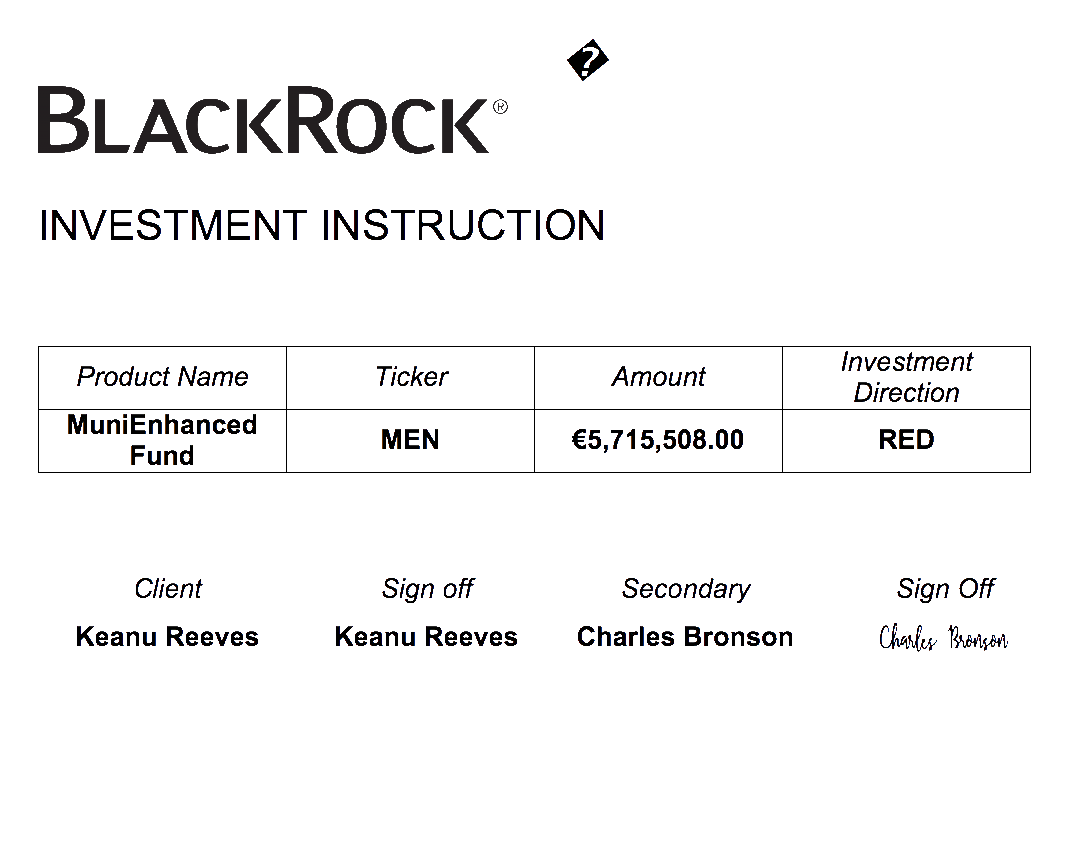 �
BLACKROCK®
INVESTMENT INSTRUCTION
Product Name Ticker Amount Investment Direction
MuniEnhanced Fund MEN €5,715,508.00 RED
Client Sign off Secondary Sign Off
Keanu Reeves Keanu Reeves Charles Bronson Charles Bronson